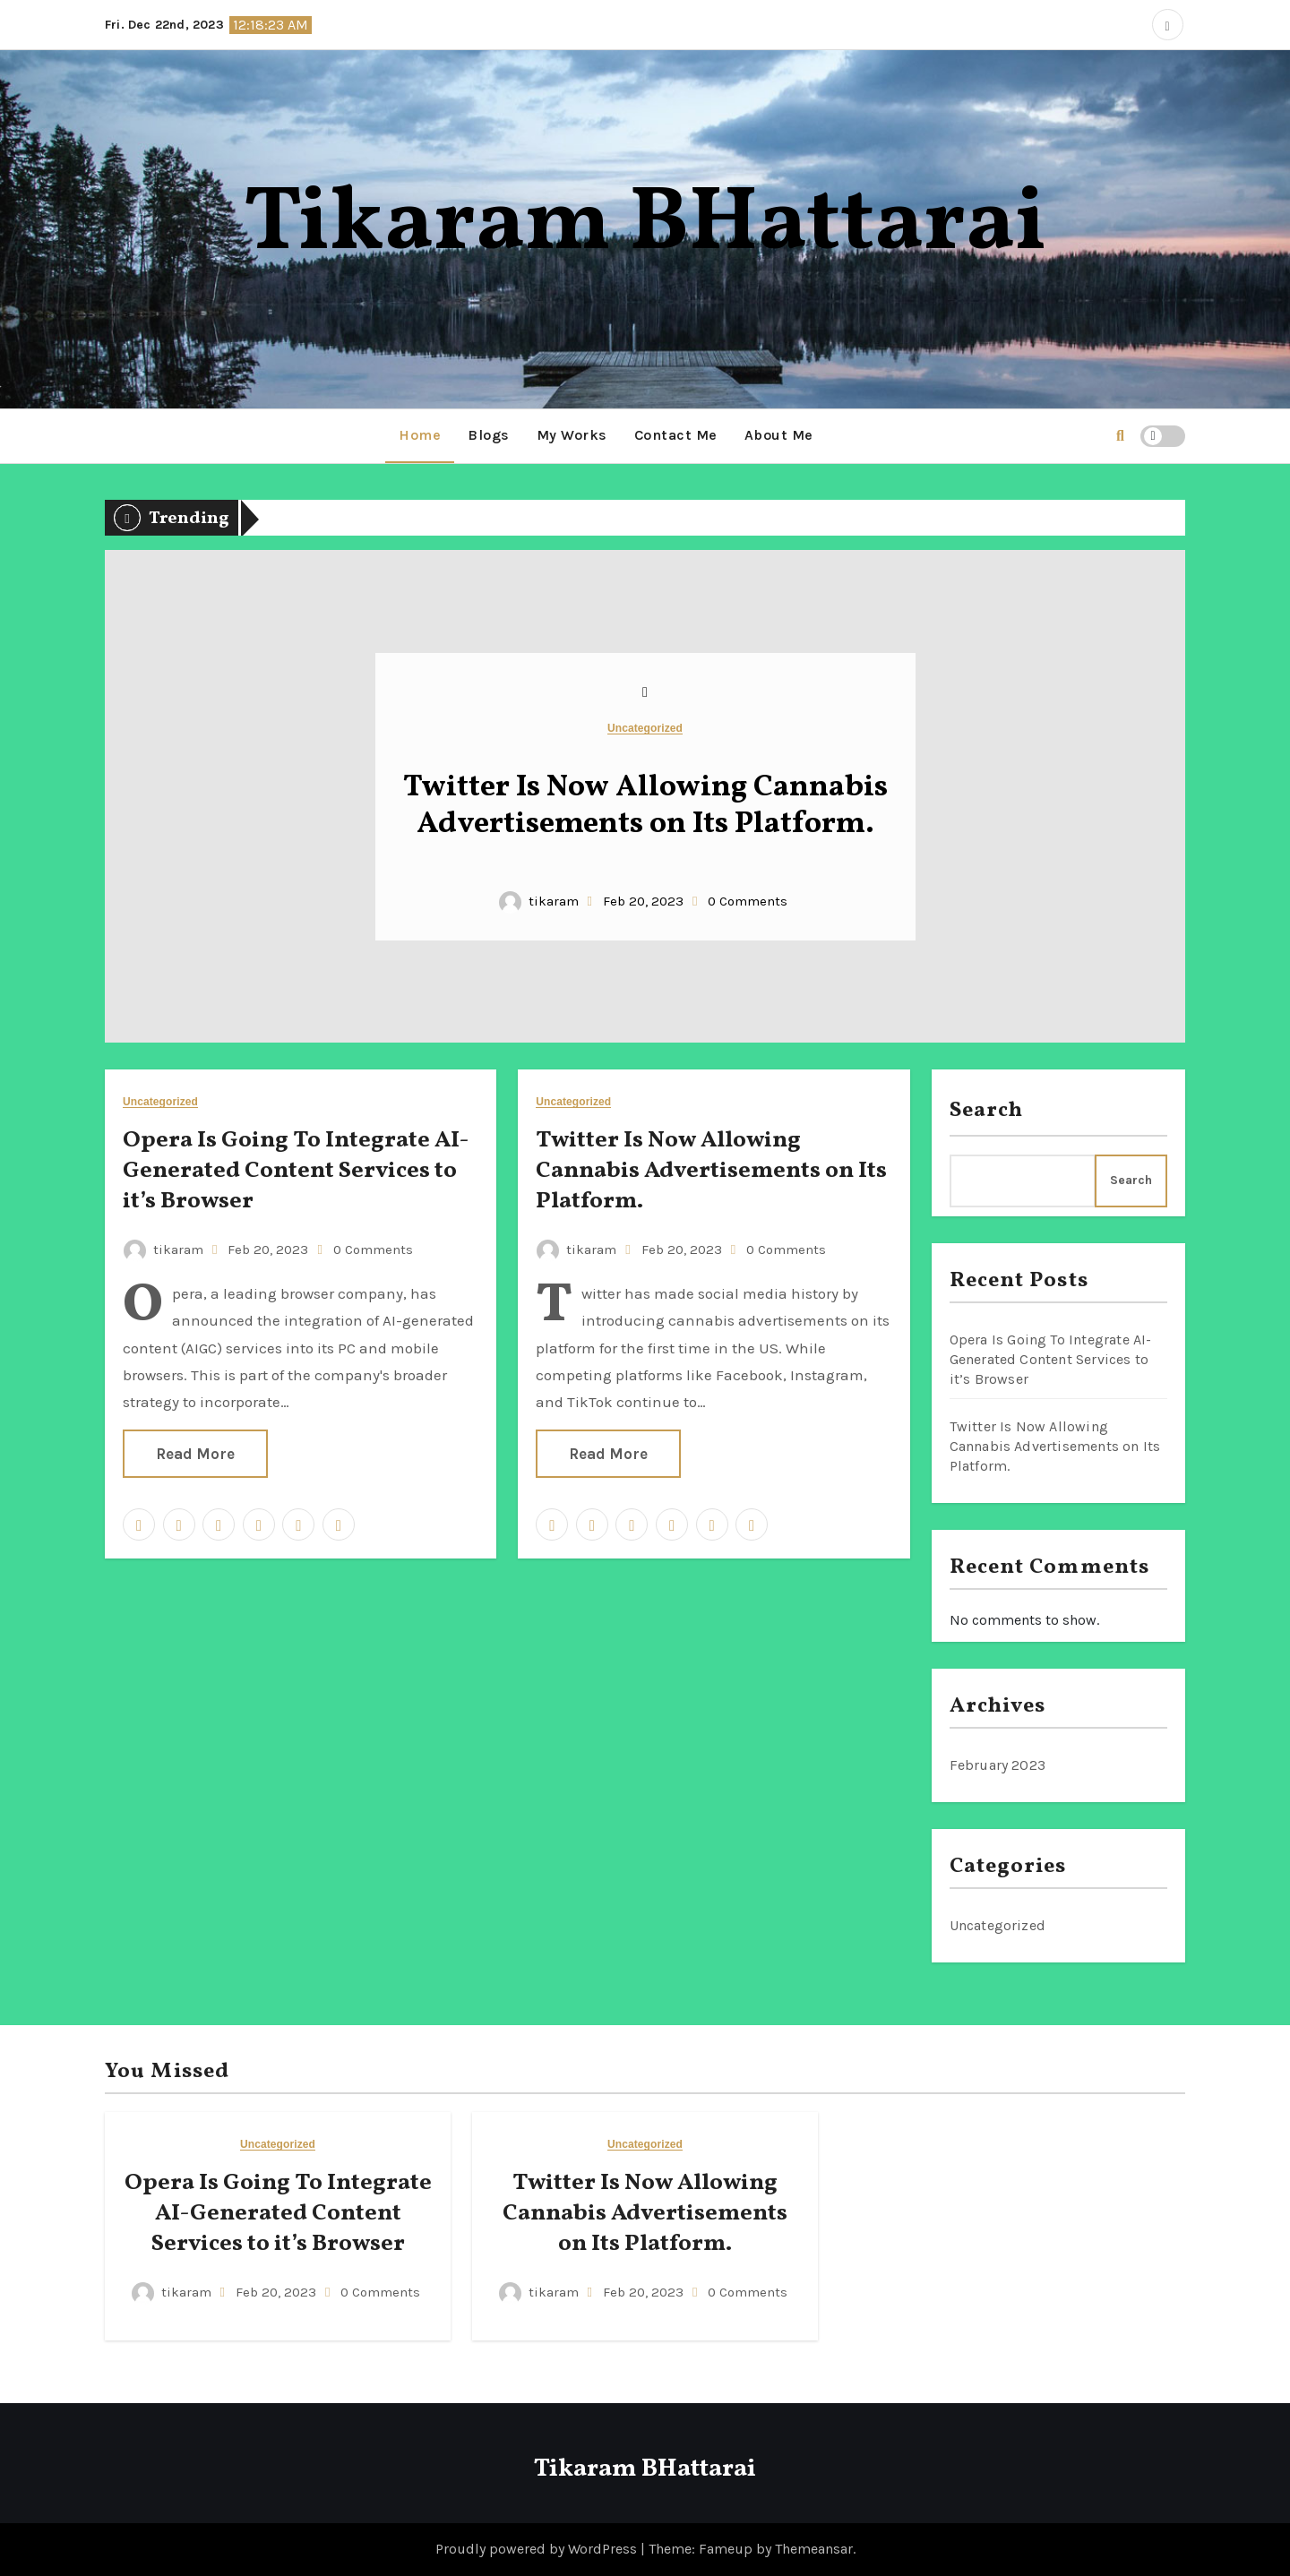 Fri. Dec 22nd, 2023 12:18:23 AM
Tikaram BHattarai
Home Blogs My Works Contact Me About Me
Trending
Uncategorized
Twitter Is Now Allowing Cannabis
Advertisements on Its Platform.
tikaram Feb 20, 2023 0 Comments
Uncategorized
Opera Is Going To Integrate AI-
Generated Content Services to
it’s Browser
tikaram Feb 20, 2023 0 Comments
Opera, a leading browser company, has
announced the integration of AI-generated
content (AIGC) services into its PC and mobile
browsers. This is part of the company's broader
strategy to incorporate…
Read More
Uncategorized
Twitter Is Now Allowing
Cannabis Advertisements on Its
Platform.
tikaram Feb 20, 2023 0 Comments
Twitter has made social media history by
introducing cannabis advertisements on its
platform for the first time in the US. While
competing platforms like Facebook, Instagram,
and TikTok continue to…
Read More
Search
Search
Recent Posts
Opera Is Going To Integrate AI-
Generated Content Services to
it’s Browser
Twitter Is Now Allowing
Cannabis Advertisements on Its
Platform.
Recent Comments
No comments to show.
Archives
February 2023
Categories
Uncategorized
You Missed
Uncategorized
Opera Is Going To Integrate
AI-Generated Content
Services to it’s Browser
tikaram Feb 20, 2023 0 Comments
Uncategorized
Twitter Is Now Allowing
Cannabis Advertisements
on Its Platform.
tikaram Feb 20, 2023 0 Comments
Tikaram BHattarai
Proudly powered by WordPress | Theme: Fameup by Themeansar.